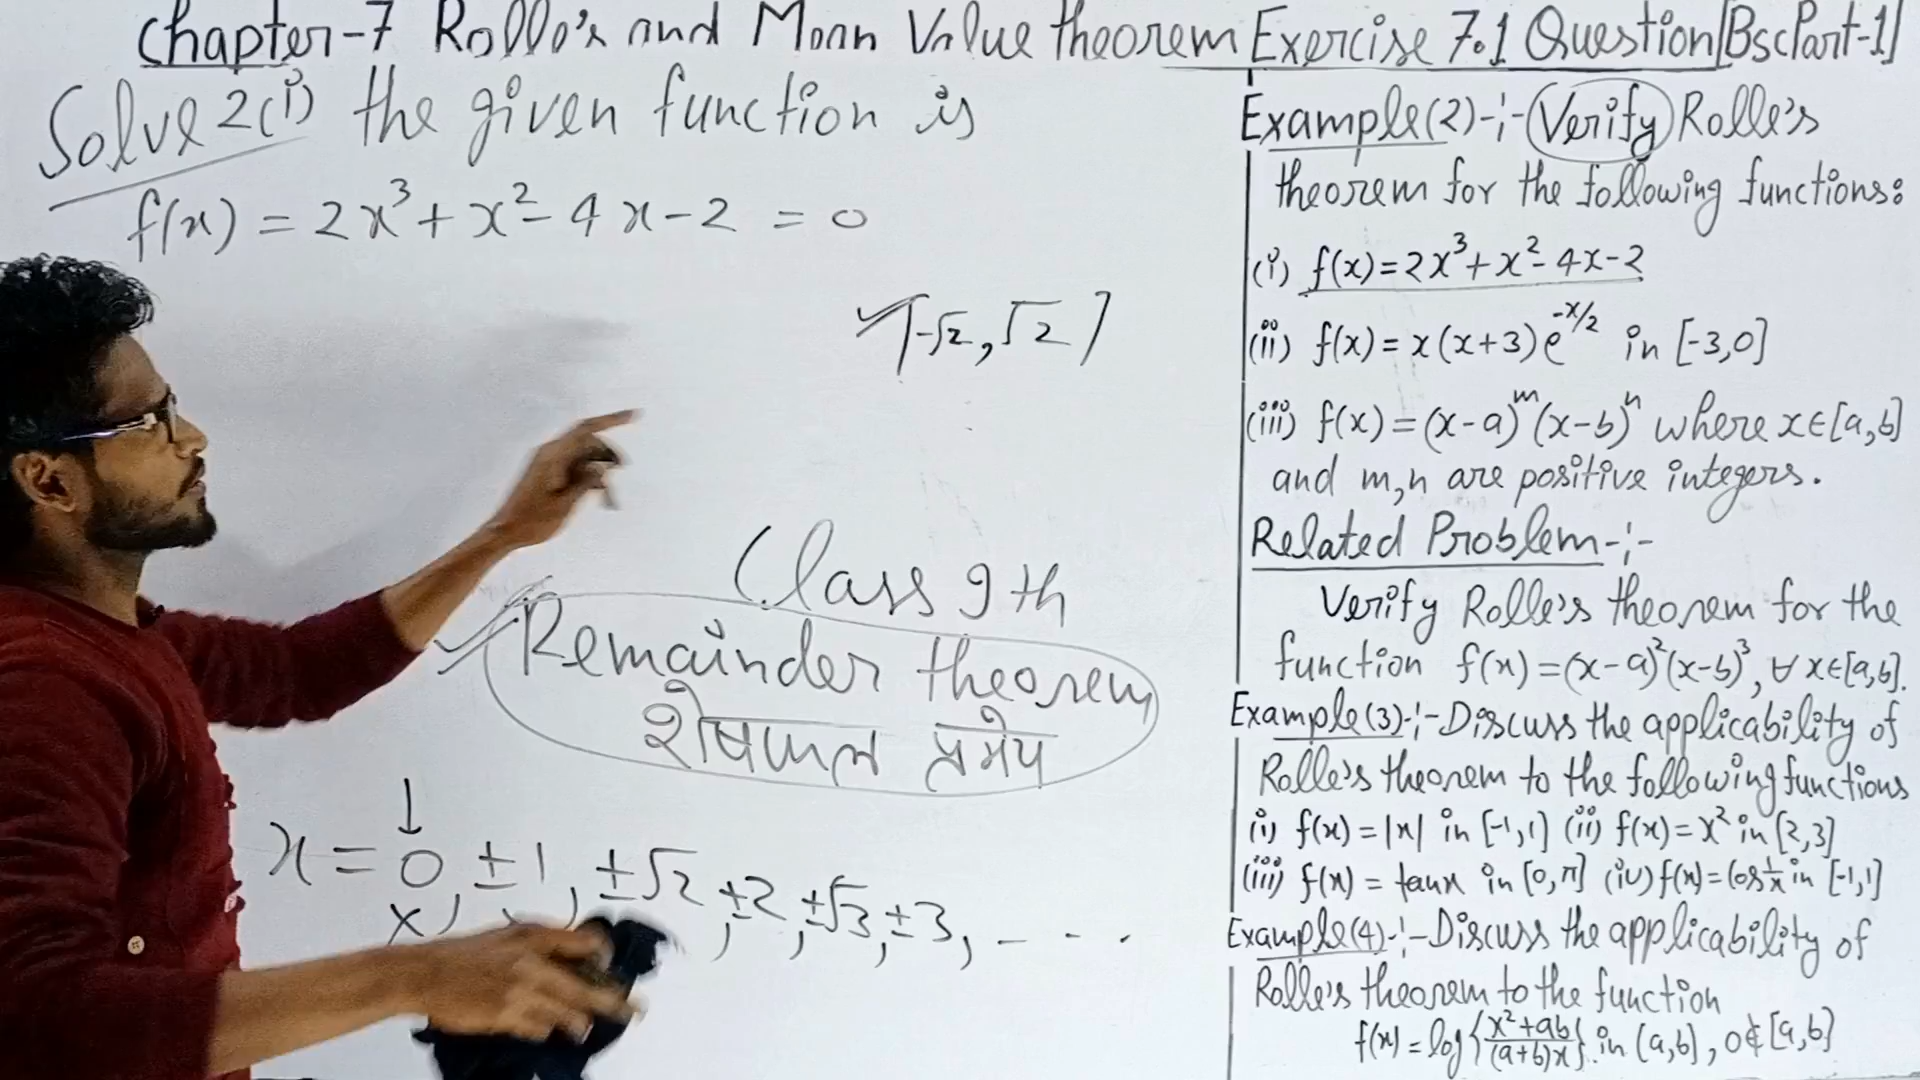 Chapter-7 Rolle's and Mean Value theorem Exercise 7.1 Question [Bsc Part-1]
Solve 2(i) the given function is
f(x) = 2x³ + x² - 4x - 2 = 0
[-√2, √2]
Class 9th
Remainder theorem
शेषफल प्रमेय
x = 0, ±1, ±√2, ±2, ±√3, ±3, - - -
Example(2)-:- Verify Rolle's
theorem for the following functions:
(i) f(x) = 2x³ + x² - 4x - 2
(ii) f(x) = x(x+3)e^{-x/2} in [-3,0]
(iii) f(x) = (x-a)^m (x-b)^n where x∈[a,b]
and m,n are positive integers.
Related Problem-:-
Verify Rolle's theorem for the
function f(x) = (x-a)²(x-b)³, ∀ x∈[a,b].
Example(3)-:- Discuss the applicability of
Rolle's theorem to the following functions
(i) f(x) = |x| in [-1,1] (ii) f(x) = x² in [2,3]
(iii) f(x) = tanx in [0,π] (iv) f(x) = cos 1/x in [-1,1]
Example(4)-:- Discuss the applicability of
Rolle's theorem to the function
f(x) = log{(x²+ab)/((a+b)x)} in [a,b], 0∉[a,b]